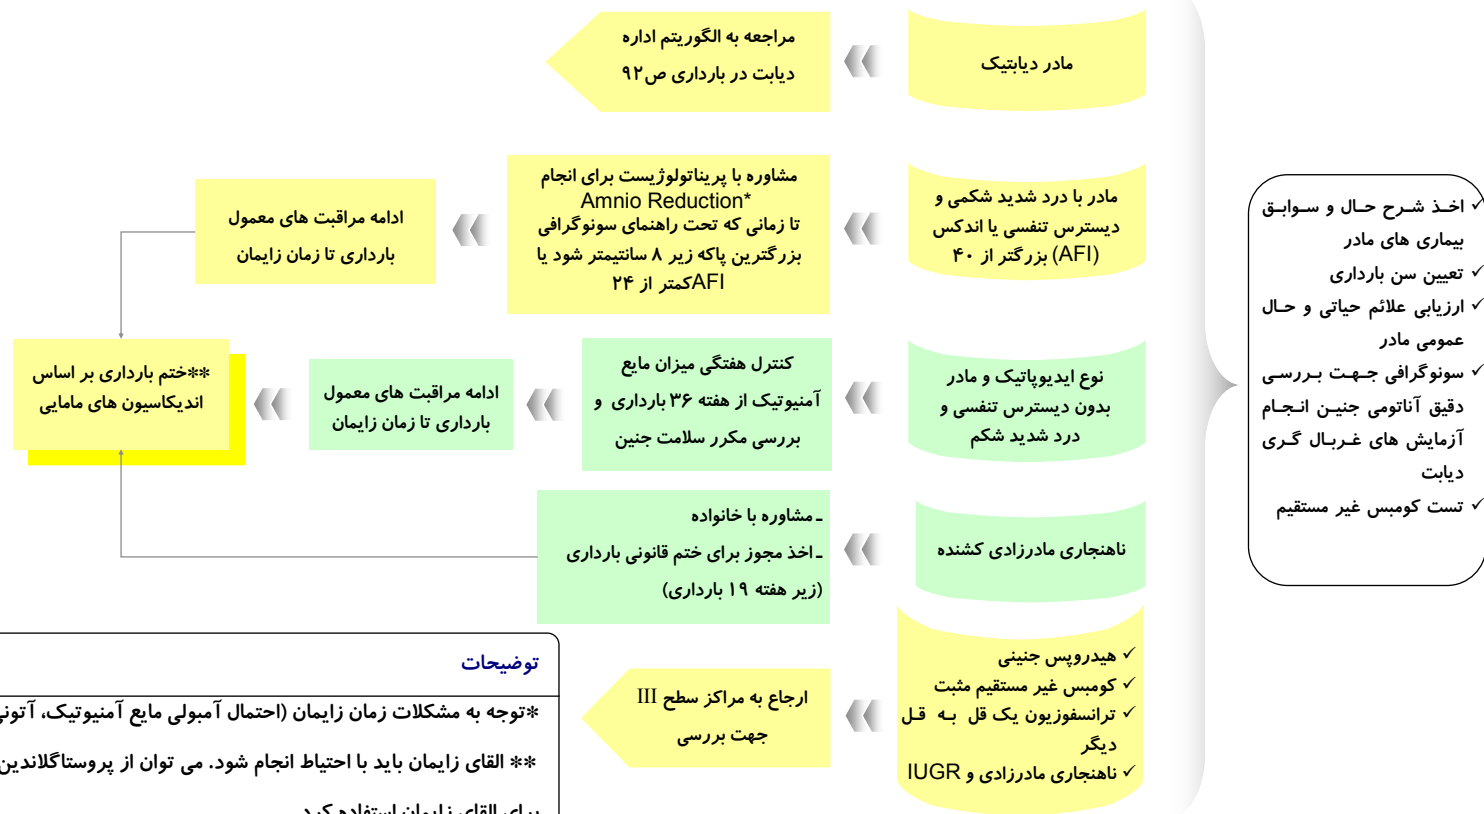 ✓ اخذ شرح حال و سوابق
بیماری های مادر
✓ تعیین سن بارداری
✓ ارزیابی علائم حیاتی و حال
عمومی مادر
✓ سونوگرافی جهت بررسی
دقیق آناتومی جنین انجام
آزمایش های غربال گری
دیابت
✓ تست کومبس غیر مستقیم
مادر دیابتیک
مراجعه به الگوریتم اداره
دیابت در بارداری ص۹۲
مادر با درد شدید شکمی و
دیسترس تنفسی یا اندکس
(AFI) بزرگتر از ۴۰
مشاوره با پریناتولوژیست برای انجام
Amnio Reduction*
تا زمانی که تحت راهنمای سونوگرافی
بزرگترین پاکه زیر ۸ سانتیمتر شود یا
AFIکمتر از ۲۴
ادامه مراقبت های معمول
بارداری تا زمان زایمان
نوع ایدیوپاتیک و مادر
بدون دیسترس تنفسی و
درد شدید شکم
کنترل هفتگی میزان مایع
آمنیوتیک از هفته ۳۶ بارداری و
بررسی مکرر سلامت جنین
ادامه مراقبت های معمول
بارداری تا زمان زایمان
**ختم بارداری بر اساس
اندیکاسیون های مامایی
ناهنجاری مادرزادی کشنده
ـ مشاوره با خانواده
ـ اخذ مجوز برای ختم قانونی بارداری
(زیر هفته ۱۹ بارداری)
✓ هیدروپس جنینی
✓ کومبس غیر مستقیم مثبت
✓ ترانسفوزیون یک قل به قل
دیگر
✓ ناهنجاری مادرزادی و IUGR
ارجاع به مراکز سطح III
جهت بررسی
توضیحات
*توجه به مشکلات زمان زایمان (احتمال آمبولی مایع آمنیوتیک، آتونی
** القای زایمان باید با احتیاط انجام شود. می توان از پروستاگلاندین
برای القای زایمان استفاده کرد